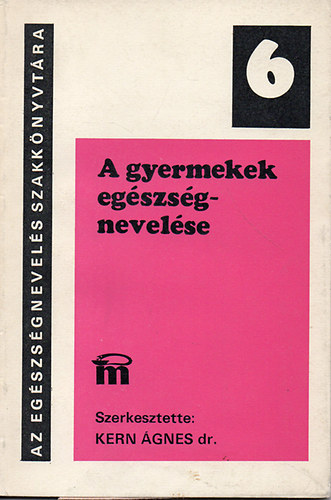 AZ EGÉSZSÉGNEVELÉS SZAKKÖNYVTÁRA
6
A gyermekek
egészség-
nevelése
m
Szerkesztette:
KERN ÁGNES dr.